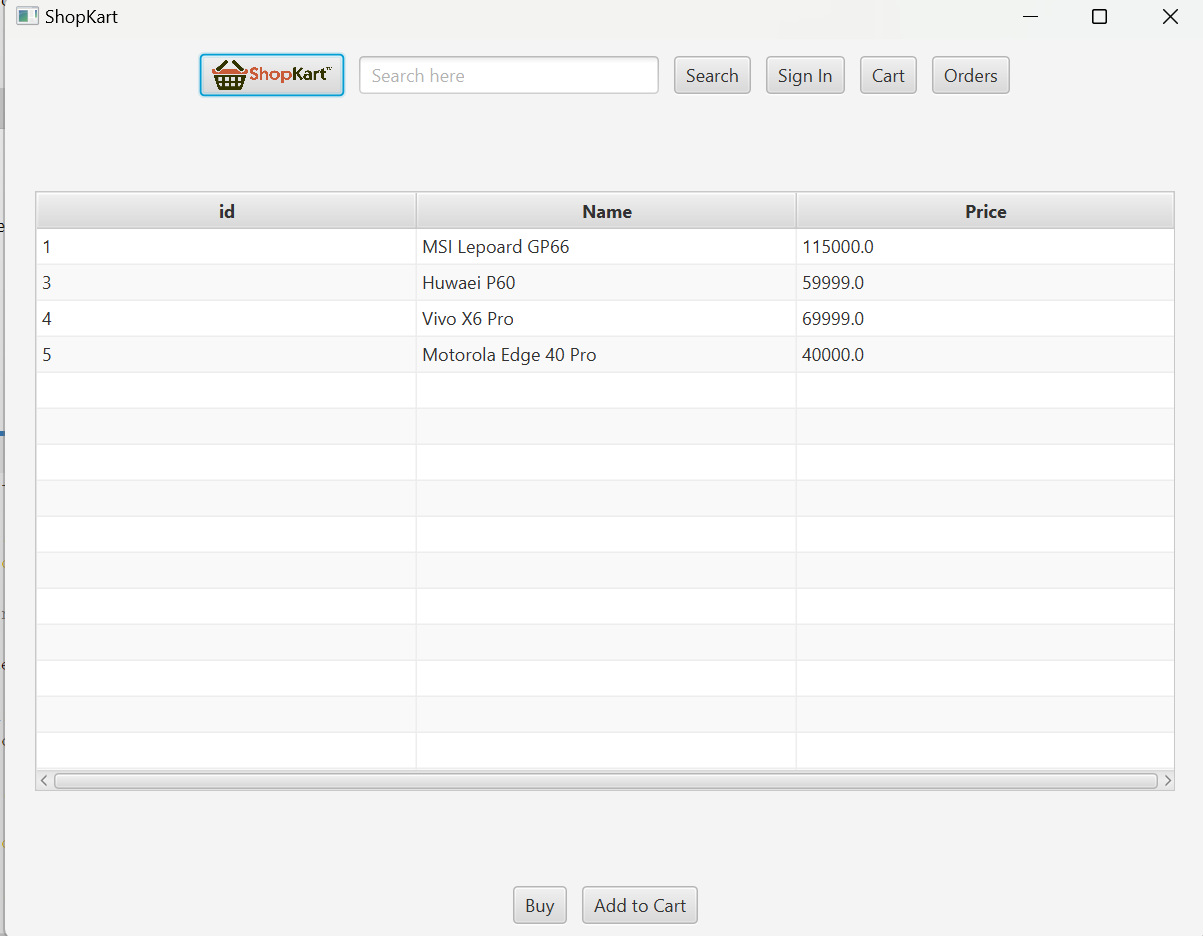 ShopKart
ShopKart™ Search here Search Sign In Cart Orders
id Name Price
1 MSI Lepoard GP66 115000.0
3 Huwaei P60 59999.0
4 Vivo X6 Pro 69999.0
5 Motorola Edge 40 Pro 40000.0
Buy Add to Cart